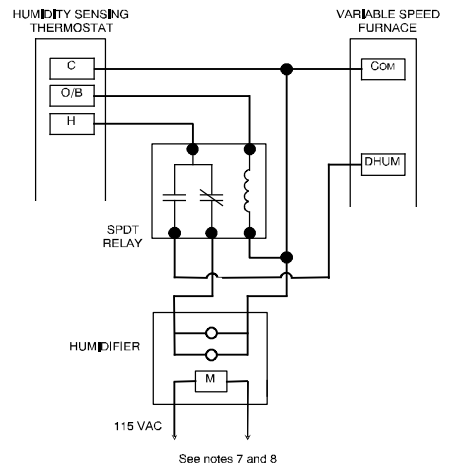 HUMIDITY SENSING
THERMOSTAT
VARIABLE SPEED
FURNACE
C
COM
O/B
H
DHUM
SPDT
RELAY
HUMIDIFIER
M
115 VAC
See notes 7 and 8